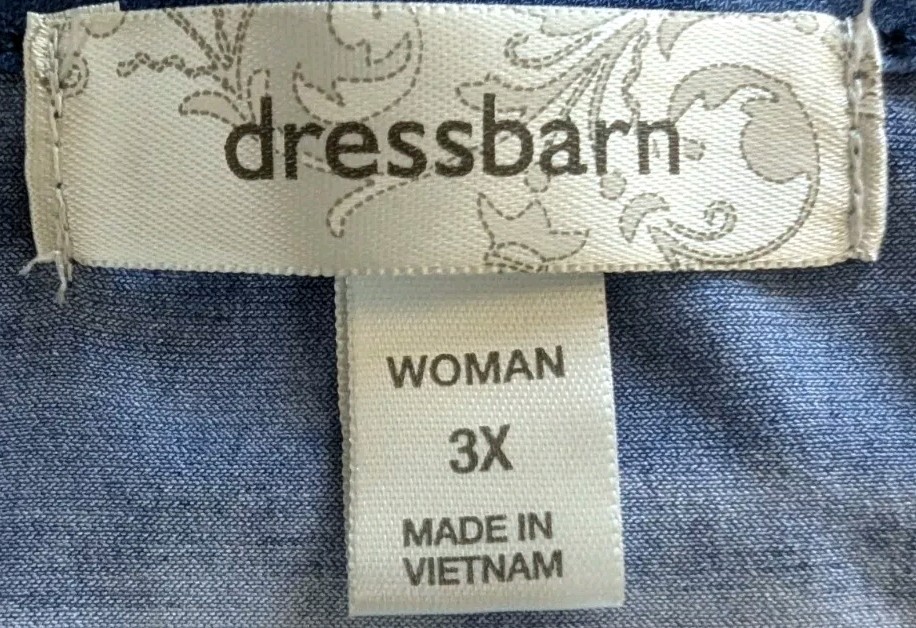 dressbarn
WOMAN
3X
MADE IN
VIETNAM